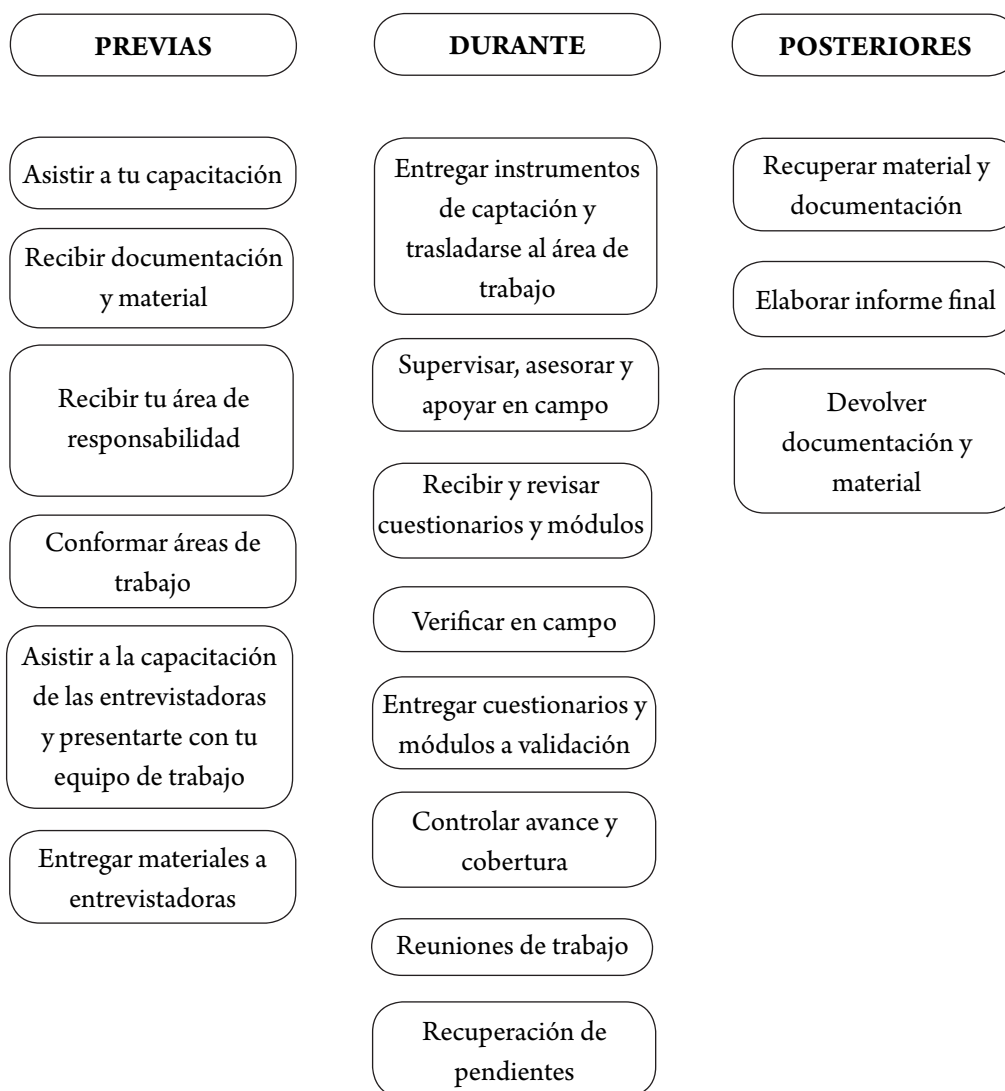 PREVIAS
Asistir a tu capacitación
Recibir documentación
y material
Recibir tu área de
responsabilidad
Conformar áreas de
trabajo
Asistir a la capacitación
de las entrevistadoras
y presentarte con tu
equipo de trabajo
Entregar materiales a
entrevistadoras
DURANTE
Entregar instrumentos
de captación y
trasladarse al área de
trabajo
Supervisar, asesorar y
apoyar en campo
Recibir y revisar
cuestionarios y módulos
Verificar en campo
Entregar cuestionarios y
módulos a validación
Controlar avance y
cobertura
Reuniones de trabajo
Recuperación de
pendientes
POSTERIORES
Recuperar material y
documentación
Elaborar informe final
Devolver
documentación y
material